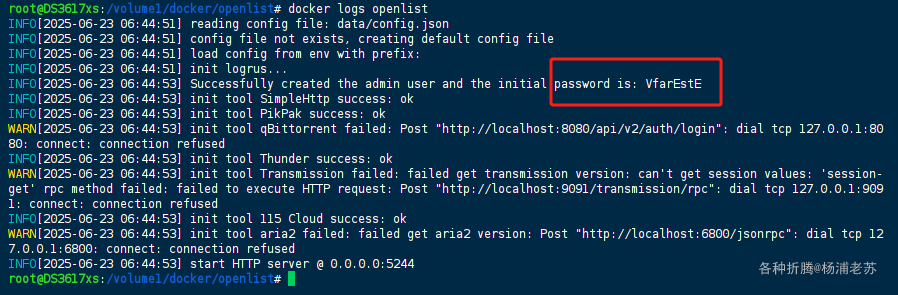 root@DS3617xs:/volume1/docker/openlist# docker logs openlist
INFO[2025-06-23 06:44:51] reading config file: data/config.json
INFO[2025-06-23 06:44:51] config file not exists, creating default config file
INFO[2025-06-23 06:44:51] load config from env with prefix:
INFO[2025-06-23 06:44:51] init logrus...
INFO[2025-06-23 06:44:53] Successfully created the admin user and the initial password is: VfarEstE
INFO[2025-06-23 06:44:53] init tool SimpleHttp success: ok
INFO[2025-06-23 06:44:53] init tool PikPak success: ok
WARN[2025-06-23 06:44:53] init tool qBittorrent failed: Post "http://localhost:8080/api/v2/auth/login": dial tcp 127.0.0.1:80
80: connect: connection refused
INFO[2025-06-23 06:44:53] init tool Thunder success: ok
WARN[2025-06-23 06:44:53] init tool Transmission failed: failed get transmission version: can't get session values: 'session-
get' rpc method failed: failed to execute HTTP request: Post "http://localhost:9091/transmission/rpc": dial tcp 127.0.0.1:909
1: connect: connection refused
INFO[2025-06-23 06:44:53] init tool 115 Cloud success: ok
WARN[2025-06-23 06:44:53] init tool aria2 failed: failed get aria2 version: Post "http://localhost:6800/jsonrpc": dial tcp 12
7.0.0.1:6800: connect: connection refused
INFO[2025-06-23 06:44:53] start HTTP server @ 0.0.0.0:5244
root@DS3617xs:/volume1/docker/openlist#
各种折腾@杨浦老苏